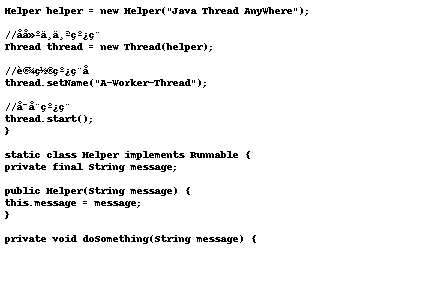 Helper helper = new Helper("Java Thread AnyWhere");
//åå»ºä¸ä¸ªçº¿ç¨
Thread thread = new Thread(helper);
//è®¾ç½®çº¿ç¨å
thread.setName("A-Worker-Thread");
//å¯å¨çº¿ç¨
thread.start();
}
static class Helper implements Runnable {
private final String message;
public Helper(String message) {
this.message = message;
}
private void doSomething(String message) {